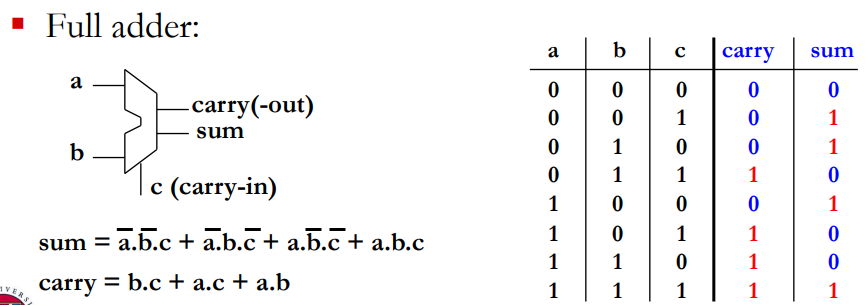 Full adder:
a
b
carry(-out)
sum
c (carry-in)
sum = a̅.b̅.c + a̅.b.c̅ + a.b̅.c̅ + a.b.c
carry = b.c + a.c + a.b
a b c carry sum
0 0 0 0 0
0 0 1 0 1
0 1 0 0 1
0 1 1 1 0
1 0 0 0 1
1 0 1 1 0
1 1 0 1 0
1 1 1 1 1